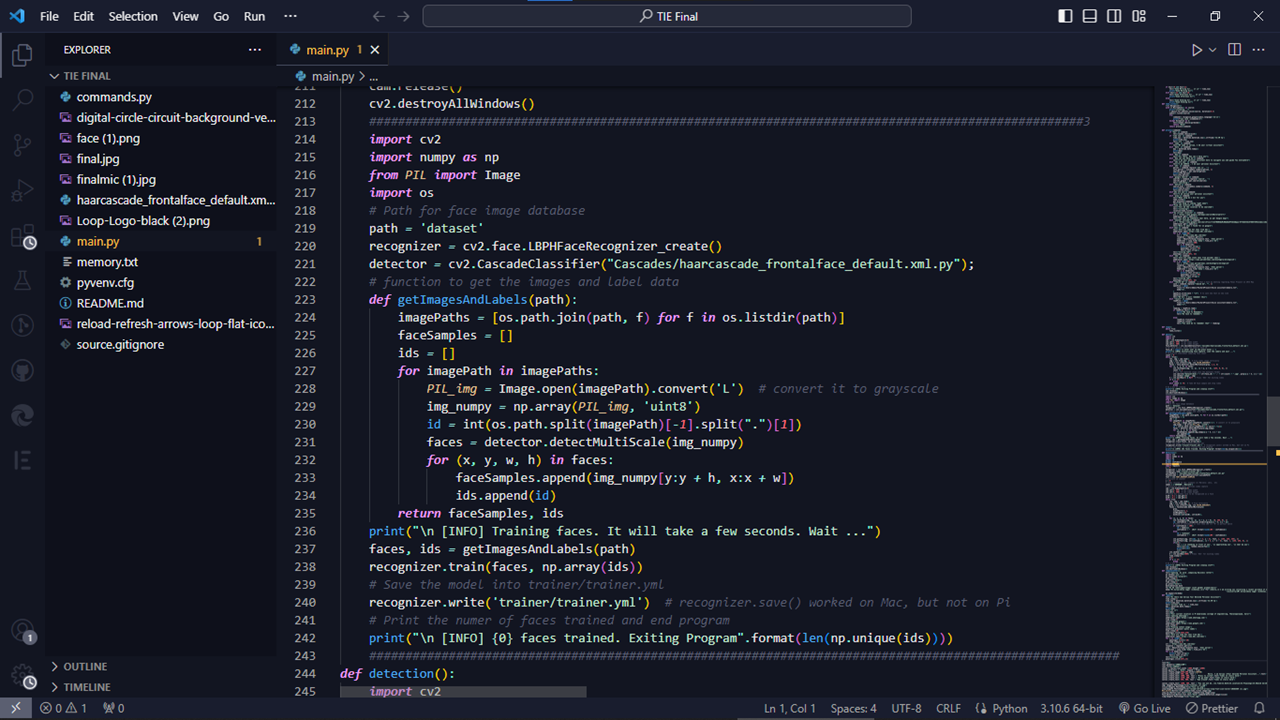 File Edit Selection View Go Run ··· TIE Final
EXPLORER ···
main.py 1
TIE FINAL
main.py > ...
commands.py
digital-circle-circuit-background-ve...
face (1).png
final.jpg
finalmic (1).jpg
haarcascade_frontalface_default.xm...
Loop-Logo-black (2).png
main.py 1
memory.txt
pyvenv.cfg
README.md
reload-refresh-arrows-loop-flat-ico...
source.gitignore
OUTLINE
TIMELINE
211 cam.release()
212 cv2.destroyAllWindows()
213 ################################################################################################3
214 import cv2
215 import numpy as np
216 from PIL import Image
217 import os
218 # Path for face image database
219 path = 'dataset'
220 recognizer = cv2.face.LBPHFaceRecognizer_create()
221 detector = cv2.CascadeClassifier("Cascades/haarcascade_frontalface_default.xml.py");
222 # function to get the images and label data
223 def getImagesAndLabels(path):
224 imagePaths = [os.path.join(path, f) for f in os.listdir(path)]
225 faceSamples = []
226 ids = []
227 for imagePath in imagePaths:
228 PIL_img = Image.open(imagePath).convert('L') # convert it to grayscale
229 img_numpy = np.array(PIL_img, 'uint8')
230 id = int(os.path.split(imagePath)[-1].split(".")[1])
231 faces = detector.detectMultiScale(img_numpy)
232 for (x, y, w, h) in faces:
233 faceSamples.append(img_numpy[y:y + h, x:x + w])
234 ids.append(id)
235 return faceSamples, ids
236 print("\n [INFO] Training faces. It will take a few seconds. Wait ...")
237 faces, ids = getImagesAndLabels(path)
238 recognizer.train(faces, np.array(ids))
239 # Save the model into trainer/trainer.yml
240 recognizer.write('trainer/trainer.yml') # recognizer.save() worked on Mac, but not on Pi
241 # Print the numer of faces trained and end program
242 print("\n [INFO] {0} faces trained. Exiting Program".format(len(np.unique(ids))))
243 #####################################################################################################
244 def detection():
245 import cv2
1
0 1 0 Ln 1, Col 1 Spaces: 4 UTF-8 CRLF Python 3.10.6 64-bit Go Live Prettier